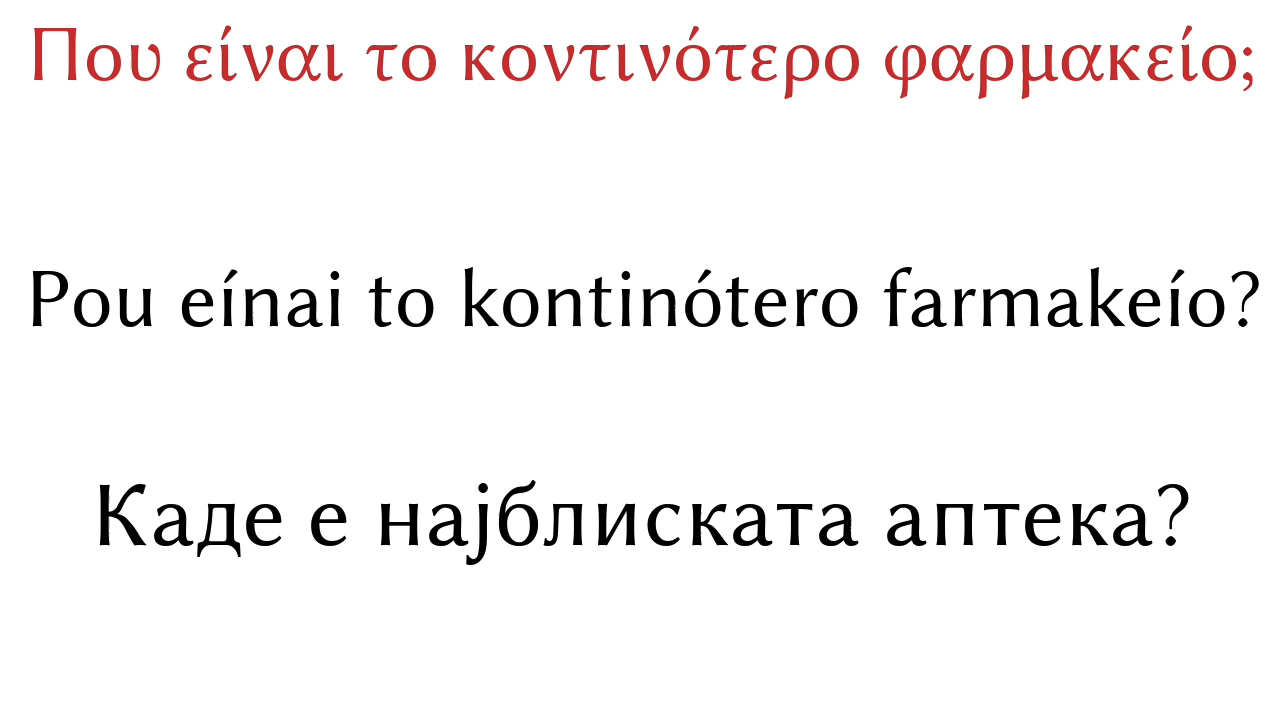 Που είναι το κοντινότερο φαρμακείο;
Pou eínai to kontinótero farmakeío?
Каде е најблиската аптека?